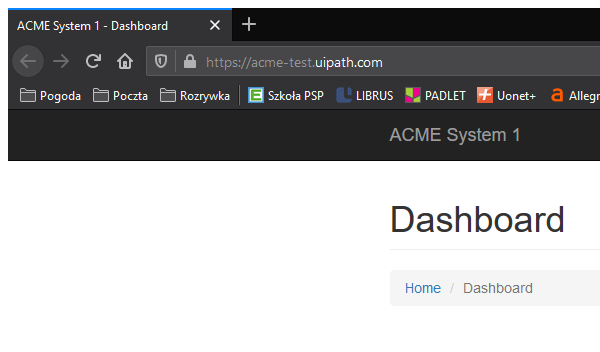 ACME System 1 - Dashboard
https://acme-test.uipath.com
Pogoda Poczta Rozrywka Szkoła PSP LIBRUS PADLET Uonet+ Allegr
ACME System 1
Dashboard
Home / Dashboard